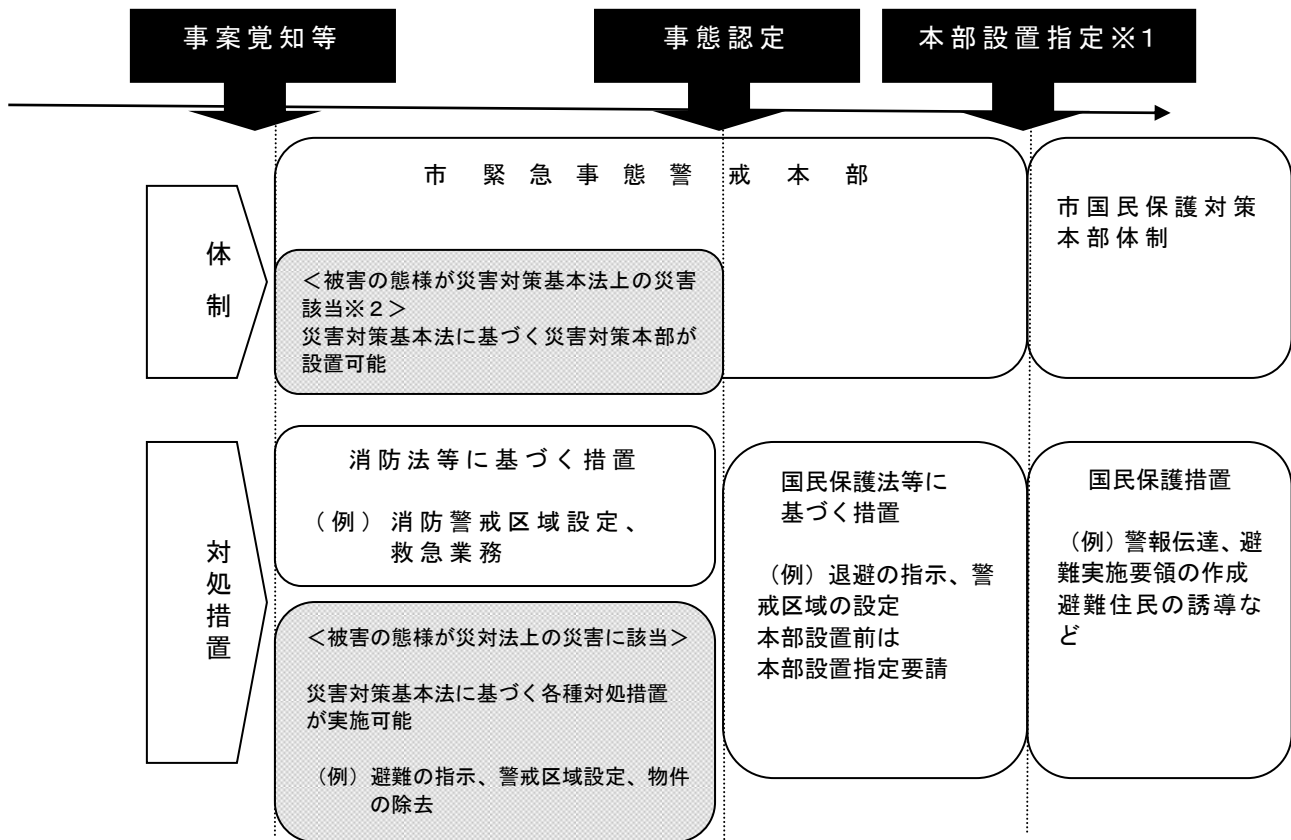 事案覚知等
事態認定
本部設置指定※1
体
制
市緊急事態警戒本部
＜被害の態様が災害対策基本法上の災害
該当※２＞
災害対策基本法に基づく災害対策本部が
設置可能
市国民保護対策
本部体制
対
処
措
置
消防法等に基づく措置
（例）消防警戒区域設定、
救急業務
＜被害の態様が災対法上の災害に該当＞
災害対策基本法に基づく各種対処措置
が実施可能
（例）避難の指示、警戒区域設定、物件
の除去
国民保護法等に
基づく措置
（例）退避の指示、警
戒区域の設定
本部設置前は
本部設置指定要請
国民保護措置
（例）警報伝達、避
難実施要領の作成
避難住民の誘導な
ど